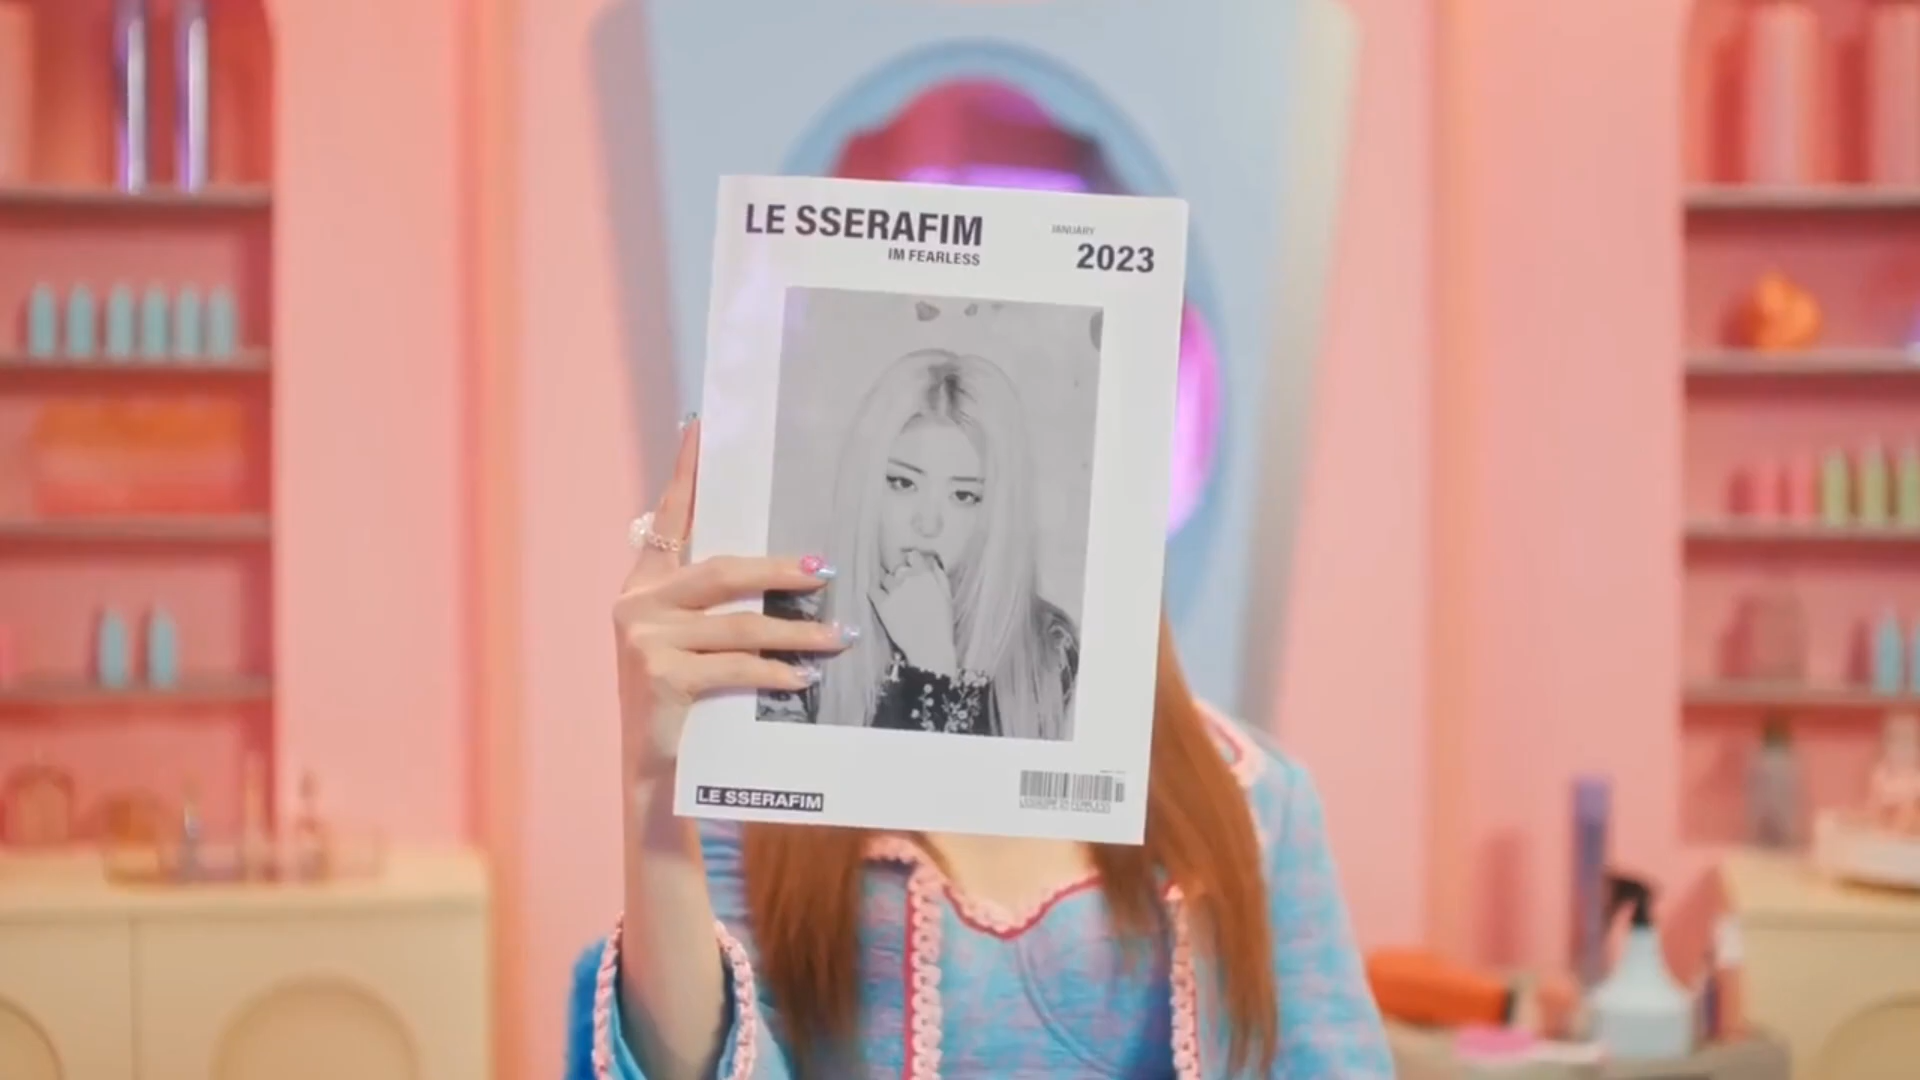 LE SSERAFIM
IM FEARLESS
JANUARY
2023
LE SSERAFIM